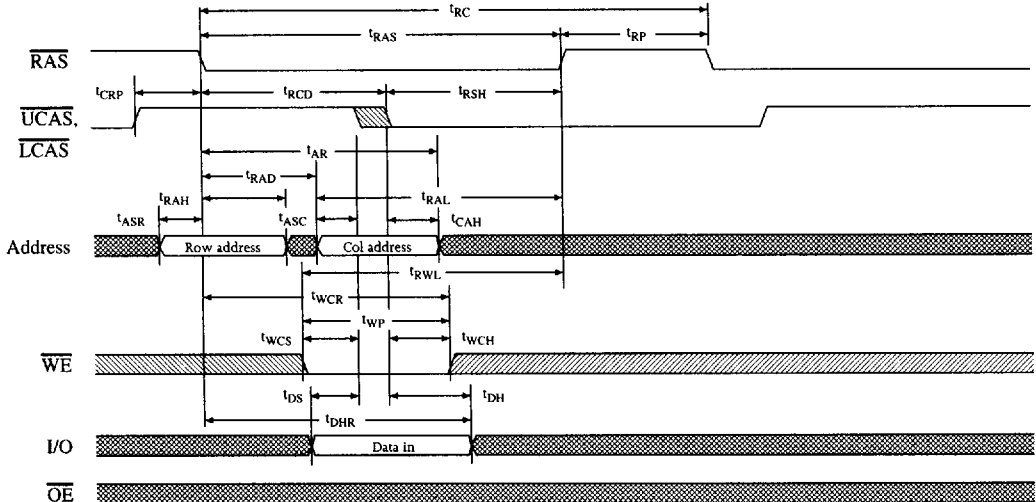 tRC
tRAS tRP
RAS
tCRP tRCD tRSH
UCAS,
LCAS
tAR
tRAD
tRAH tRAL
tASR tASC tCAH
Address Row address Col address
tRWL
tWCR
tWP
tWCS tWCH
WE
tDS tDH
tDHR
I/O Data in
OE